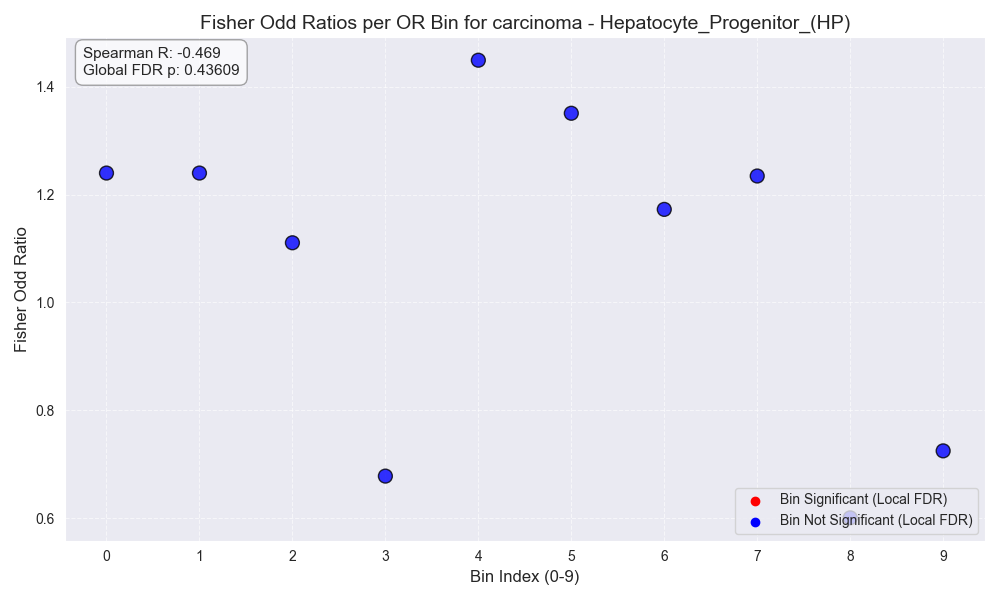 Fisher Odd Ratios per OR Bin for carcinoma - Hepatocyte_Progenitor_(HP)
Spearman R: -0.469
Global FDR p: 0.43609
Fisher Odd Ratio
1.4
1.2
1.0
0.8
0.6
Bin Significant (Local FDR)
Bin Not Significant (Local FDR)
0 1 2 3 4 5 6 7 8 9
Bin Index (0-9)